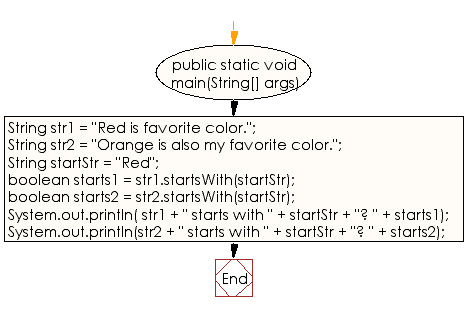 public static void
main(String[] args)
String str1 = "Red is favorite color.";
String str2 = "Orange is also my favorite color.";
String startStr = "Red";
boolean starts1 = str1.startsWith(startStr);
boolean starts2 = str2.startsWith(startStr);
System.out.println( str1 + " starts with " + startStr + "? " + starts1);
System.out.println(str2 + " starts with " + startStr + "? " + starts2);
End